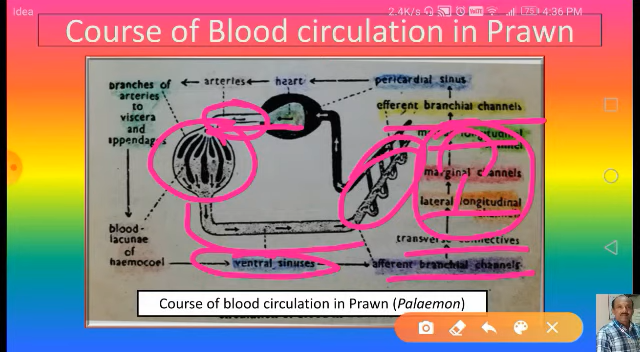 idea 2.4K/s 75 4:36 PM
Course of Blood circulation in Prawn
branches of arteries to viscera and appendages
arteries
heart
pericardial sinus
efferent branchial channels
longitudinal
marginal channels
lateral longitudinal
transverse connectives
blood-lacunae of haemocoel
ventral sinuses
afferent branchial channels
Course of blood circulation in Prawn (Palaemon)